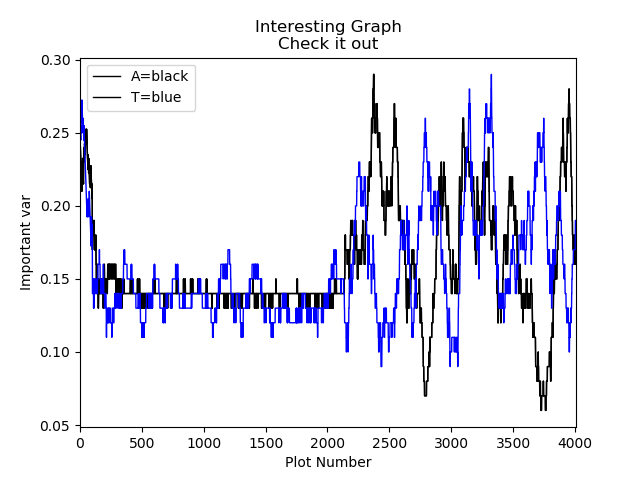 Interesting Graph
Check it out
A=black
T=blue
0.30
0.25
0.20
0.15
0.10
0.05
Important var
0 500 1000 1500 2000 2500 3000 3500 4000
Plot Number